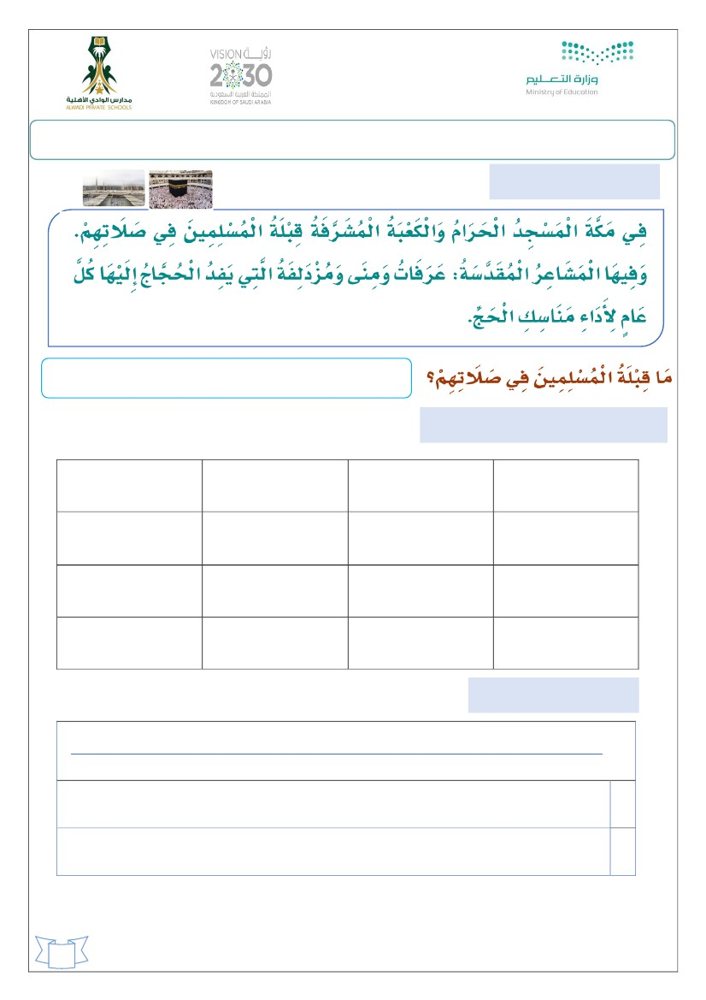 وزارة التعليم
Ministry of Education
VISION رؤية
2030
المملكة العربية السعودية
KINGDOM OF SAUDI ARABIA
مدارس الوادي الأهلية
ALWADI PRIVATE SCHOOLS
فِي مَكَّةَ الْمَسْجِدُ الْحَرَامُ وَالْكَعْبَةُ الْمُشَرَّفَةُ قِبْلَةُ الْمُسْلِمِينَ فِي صَلَاتِهِمْ.
وَفِيهَا الْمَشَاعِرُ الْمُقَدَّسَةُ: عَرَفَاتُ وَمِنَى وَمُزْدَلِفَةُ الَّتِي يَفِدُ الْحُجَّاجُ إِلَيْهَا كُلَّ
عَامٍ لِأَدَاءِ مَنَاسِكِ الْحَجِّ.
مَا قِبْلَةُ الْمُسْلِمِينَ فِي صَلَاتِهِمْ؟